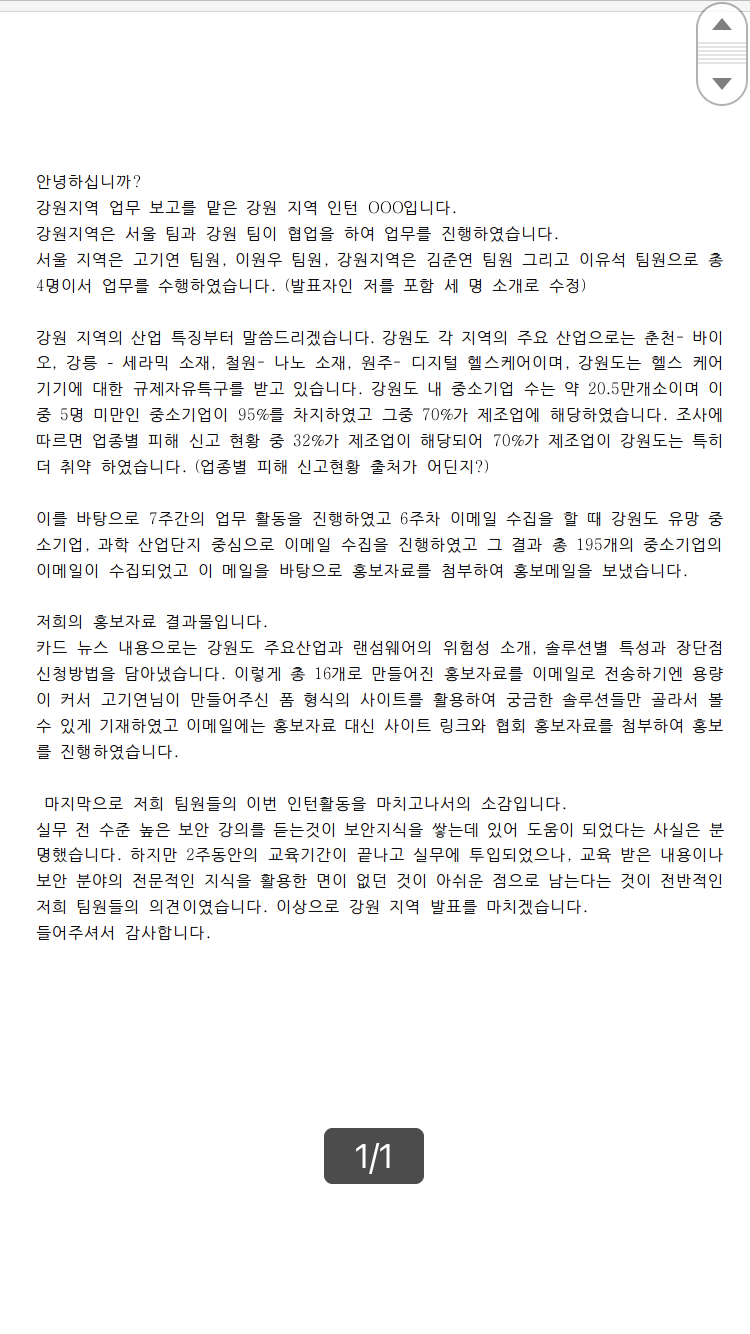 안녕하십니까?
강원지역 업무 보고를 맡은 강원 지역 인턴 OOO입니다.
강원지역은 서울 팀과 강원 팀이 협업을 하여 업무를 진행하였습니다.
서울 지역은 고기연 팀원, 이원우 팀원, 강원지역은 김준연 팀원 그리고 이유석 팀원으로 총
4명이서 업무를 수행하였습니다. (발표자인 저를 포함 세 명 소개로 수정)
강원 지역의 산업 특징부터 말씀드리겠습니다. 강원도 각 지역의 주요 산업으로는 춘천- 바이
오, 강릉 - 세라믹 소재, 철원- 나노 소재, 원주- 디지털 헬스케어이며, 강원도는 헬스 케어
기기에 대한 규제자유특구를 받고 있습니다. 강원도 내 중소기업 수는 약 20.5만개소이며 이
중 5명 미만인 중소기업이 95%를 차지하였고 그중 70%가 제조업에 해당하였습니다. 조사에
따르면 업종별 피해 신고 현황 중 32%가 제조업이 해당되어 70%가 제조업이 강원도는 특히
더 취약 하였습니다. (업종별 피해 신고현황 출처가 어딘지?)
이를 바탕으로 7주간의 업무 활동을 진행하였고 6주차 이메일 수집을 할 때 강원도 유망 중
소기업, 과학 산업단지 중심으로 이메일 수집을 진행하였고 그 결과 총 195개의 중소기업의
이메일이 수집되었고 이 메일을 바탕으로 홍보자료를 첨부하여 홍보메일을 보냈습니다.
저희의 홍보자료 결과물입니다.
카드 뉴스 내용으로는 강원도 주요산업과 랜섬웨어의 위험성 소개, 솔루션별 특성과 장단점
신청방법을 담아냈습니다. 이렇게 총 16개로 만들어진 홍보자료를 이메일로 전송하기엔 용량
이 커서 고기연님이 만들어주신 폼 형식의 사이트를 활용하여 궁금한 솔루션들만 골라서 볼
수 있게 기재하였고 이메일에는 홍보자료 대신 사이트 링크와 협회 홍보자료를 첨부하여 홍보
를 진행하였습니다.
마지막으로 저희 팀원들의 이번 인턴활동을 마치고나서의 소감입니다.
실무 전 수준 높은 보안 강의를 듣는것이 보안지식을 쌓는데 있어 도움이 되었다는 사실은 분
명했습니다. 하지만 2주동안의 교육기간이 끝나고 실무에 투입되었으나, 교육 받은 내용이나
보안 분야의 전문적인 지식을 활용한 면이 없던 것이 아쉬운 점으로 남는다는 것이 전반적인
저희 팀원들의 의견이였습니다. 이상으로 강원 지역 발표를 마치겠습니다.
들어주셔서 감사합니다.
1/1